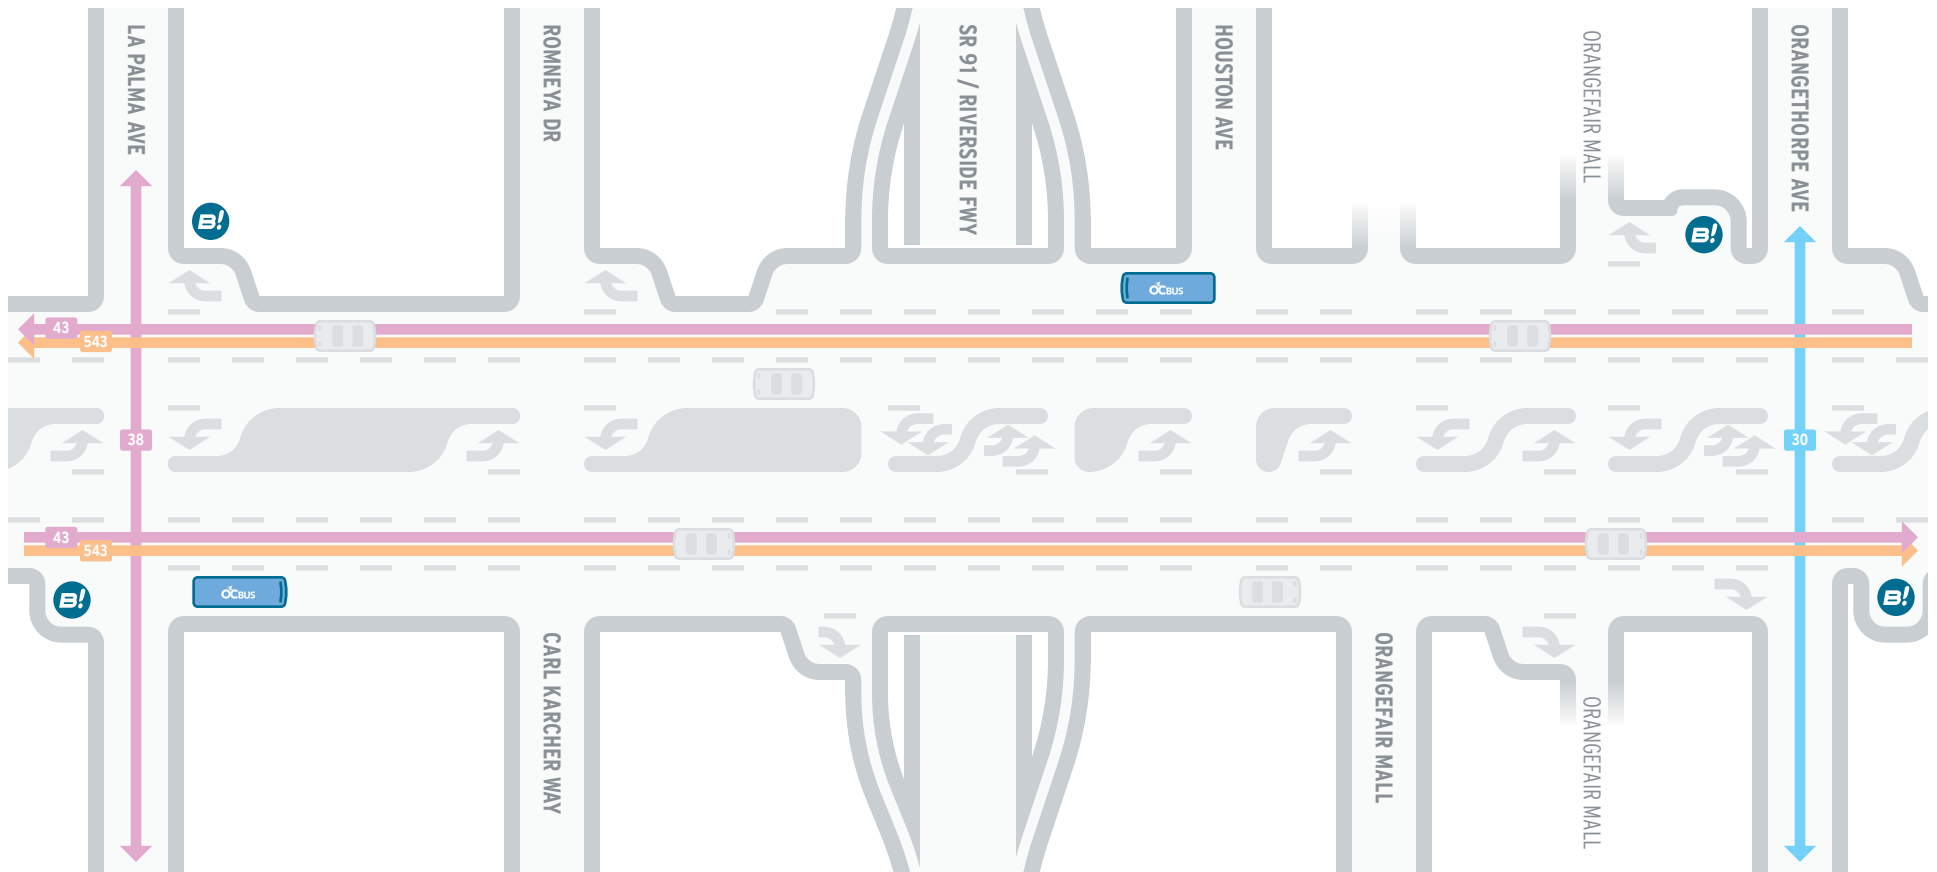 LA PALMA AVE
ROMNEYA DR
SR 91 / RIVERSIDE FWY
HOUSTON AVE
ORANGEFAIR MALL
ORANGETHORPE AVE
B!
B!
OCBUS
43
543
38
30
43
543
B!
OCBUS
B!
CARL KARCHER WAY
ORANGEFAIR MALL
ORANGEFAIR MALL